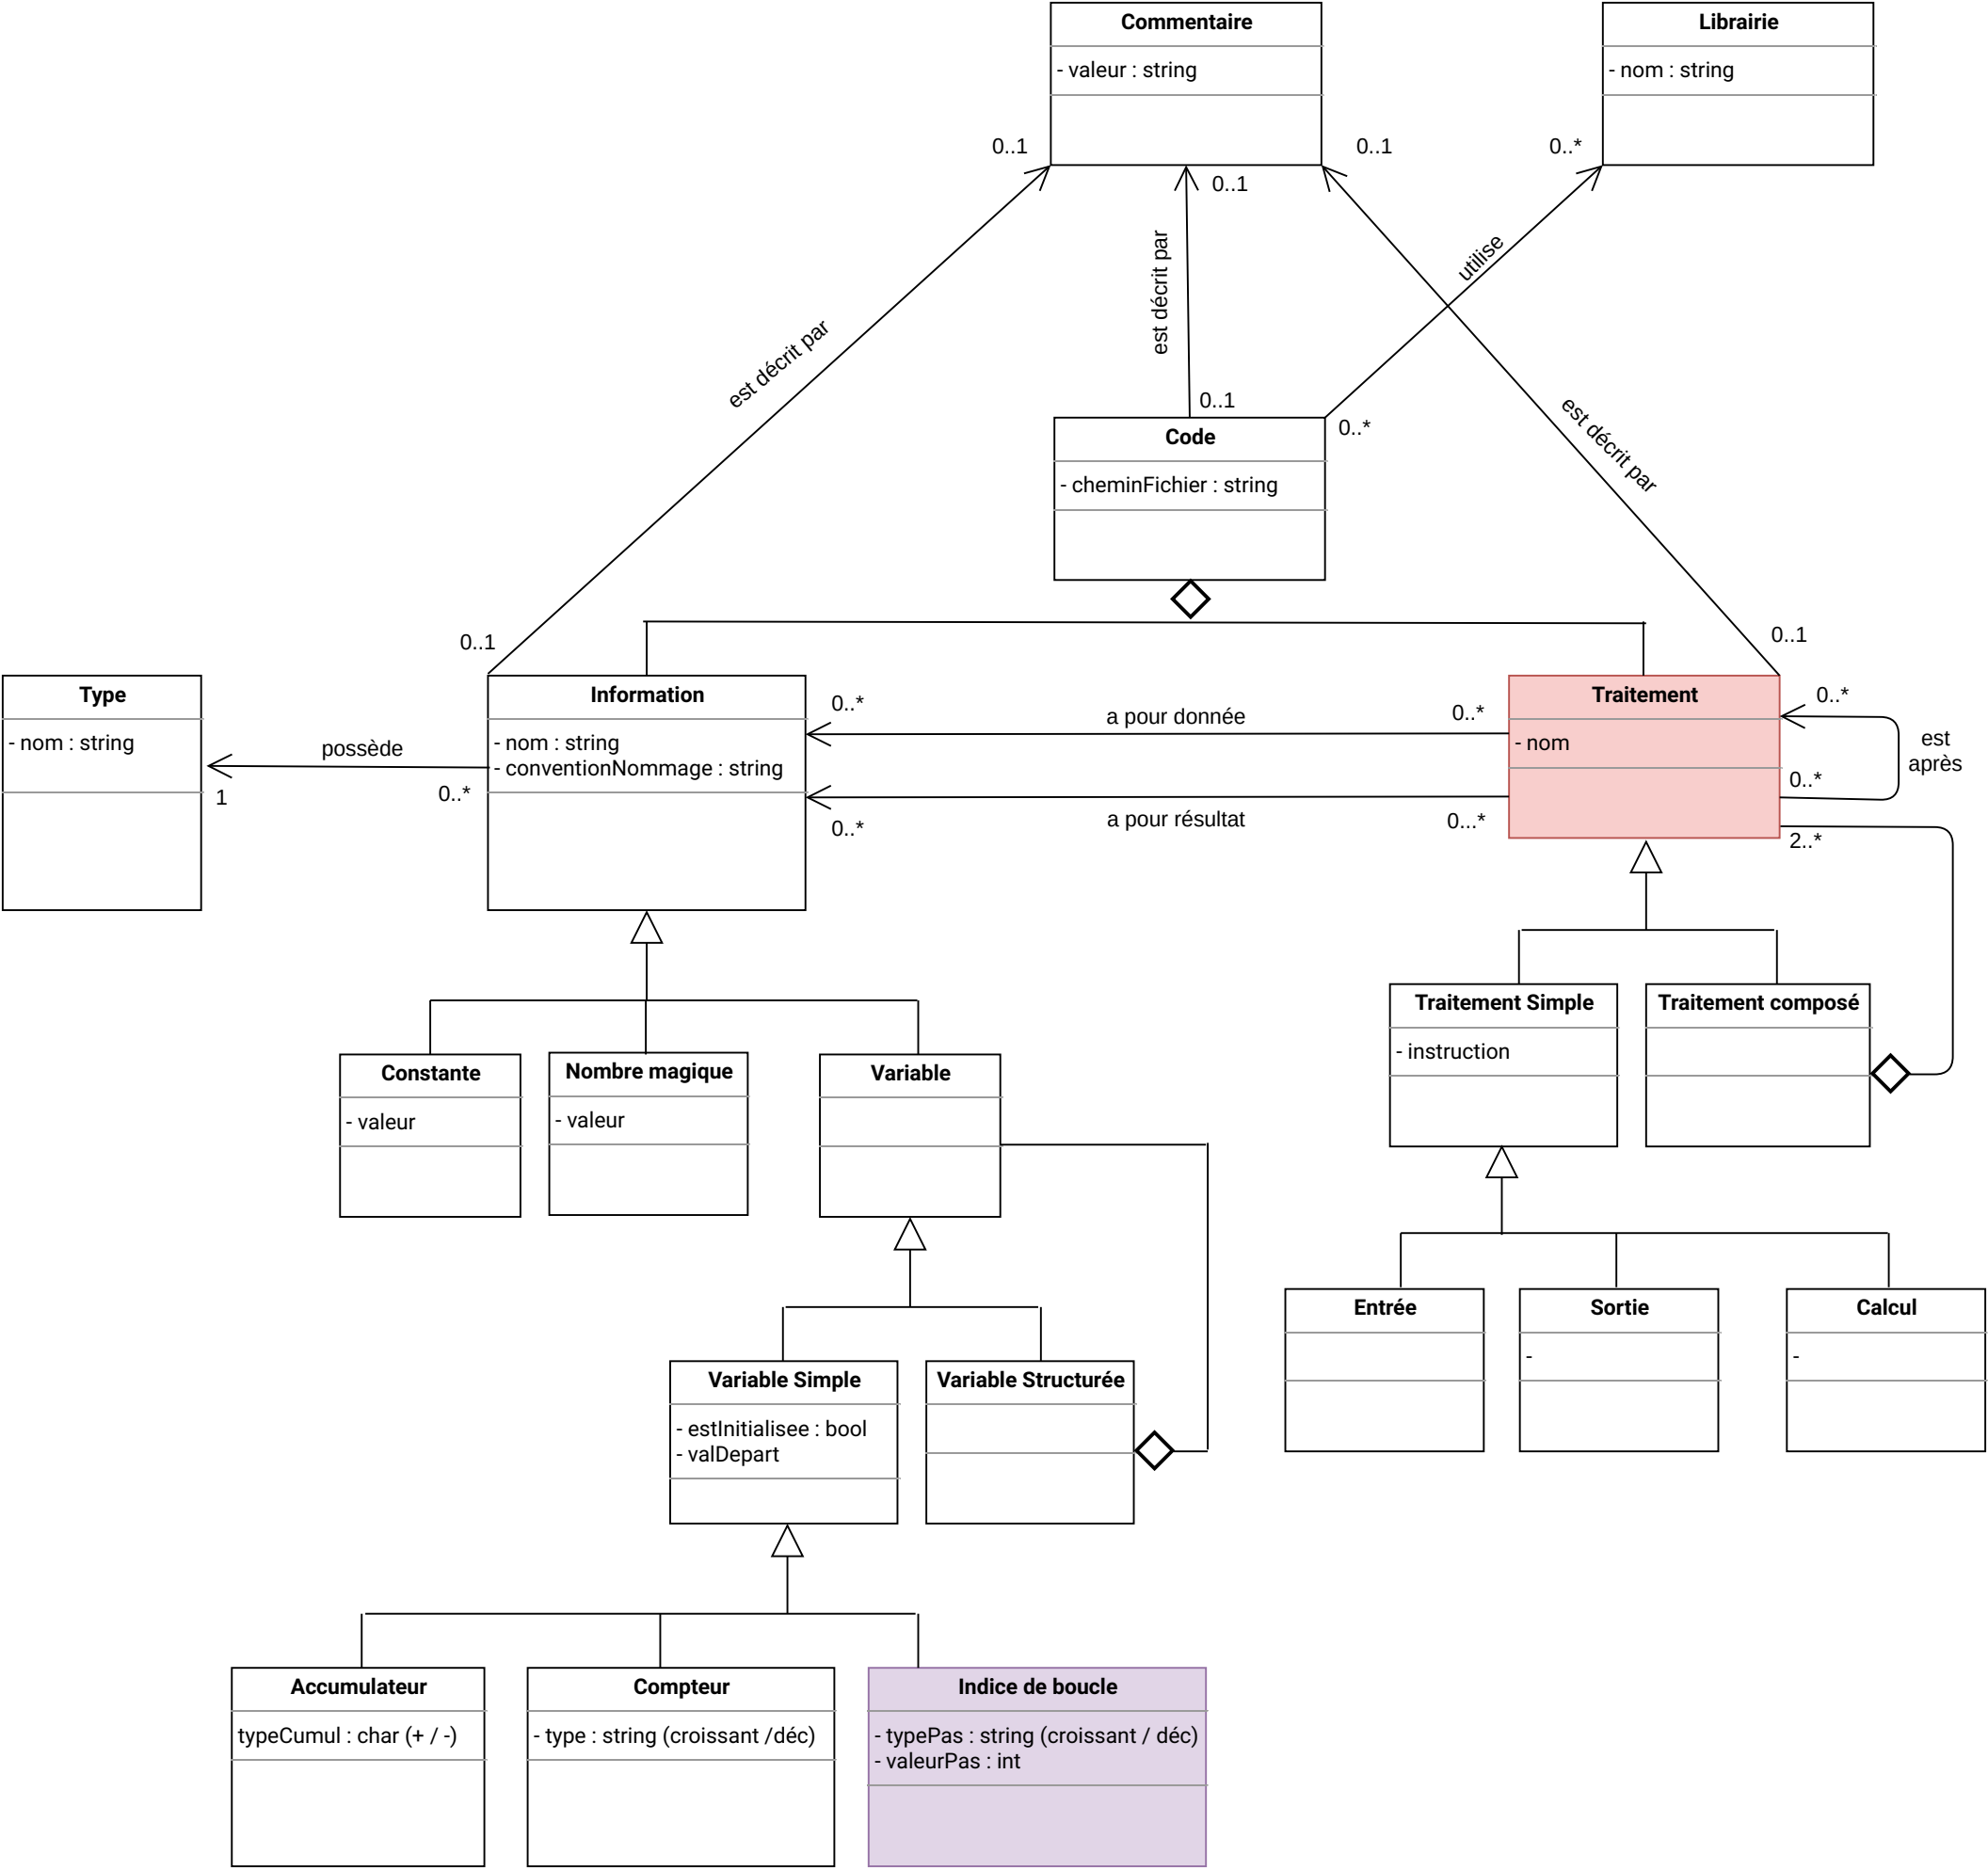 Commentaire
- valeur : string
Librairie
- nom : string
0..1
0..1
0..*
0..1
est décrit par
utilise
est décrit par
est décrit par
0..1
0..*
Code
- cheminFichier : string
0..1
0..1
Type
- nom : string
possède
1
0..*
Information
- nom : string
- conventionNommage : string
0..*
a pour donnée
0..*
0..*
a pour résultat
0...*
Traitement
- nom
0..*
est
après
0..*
2..*
Traitement Simple
- instruction
Traitement composé
Constante
- valeur
Nombre magique
- valeur
Variable
Entrée
Sortie
-
Calcul
-
Variable Simple
- estInitialisee : bool
- valDepart
Variable Structurée
Accumulateur
typeCumul : char (+ / -)
Compteur
- type : string (croissant /déc)
Indice de boucle
- typePas : string (croissant / déc)
- valeurPas : int